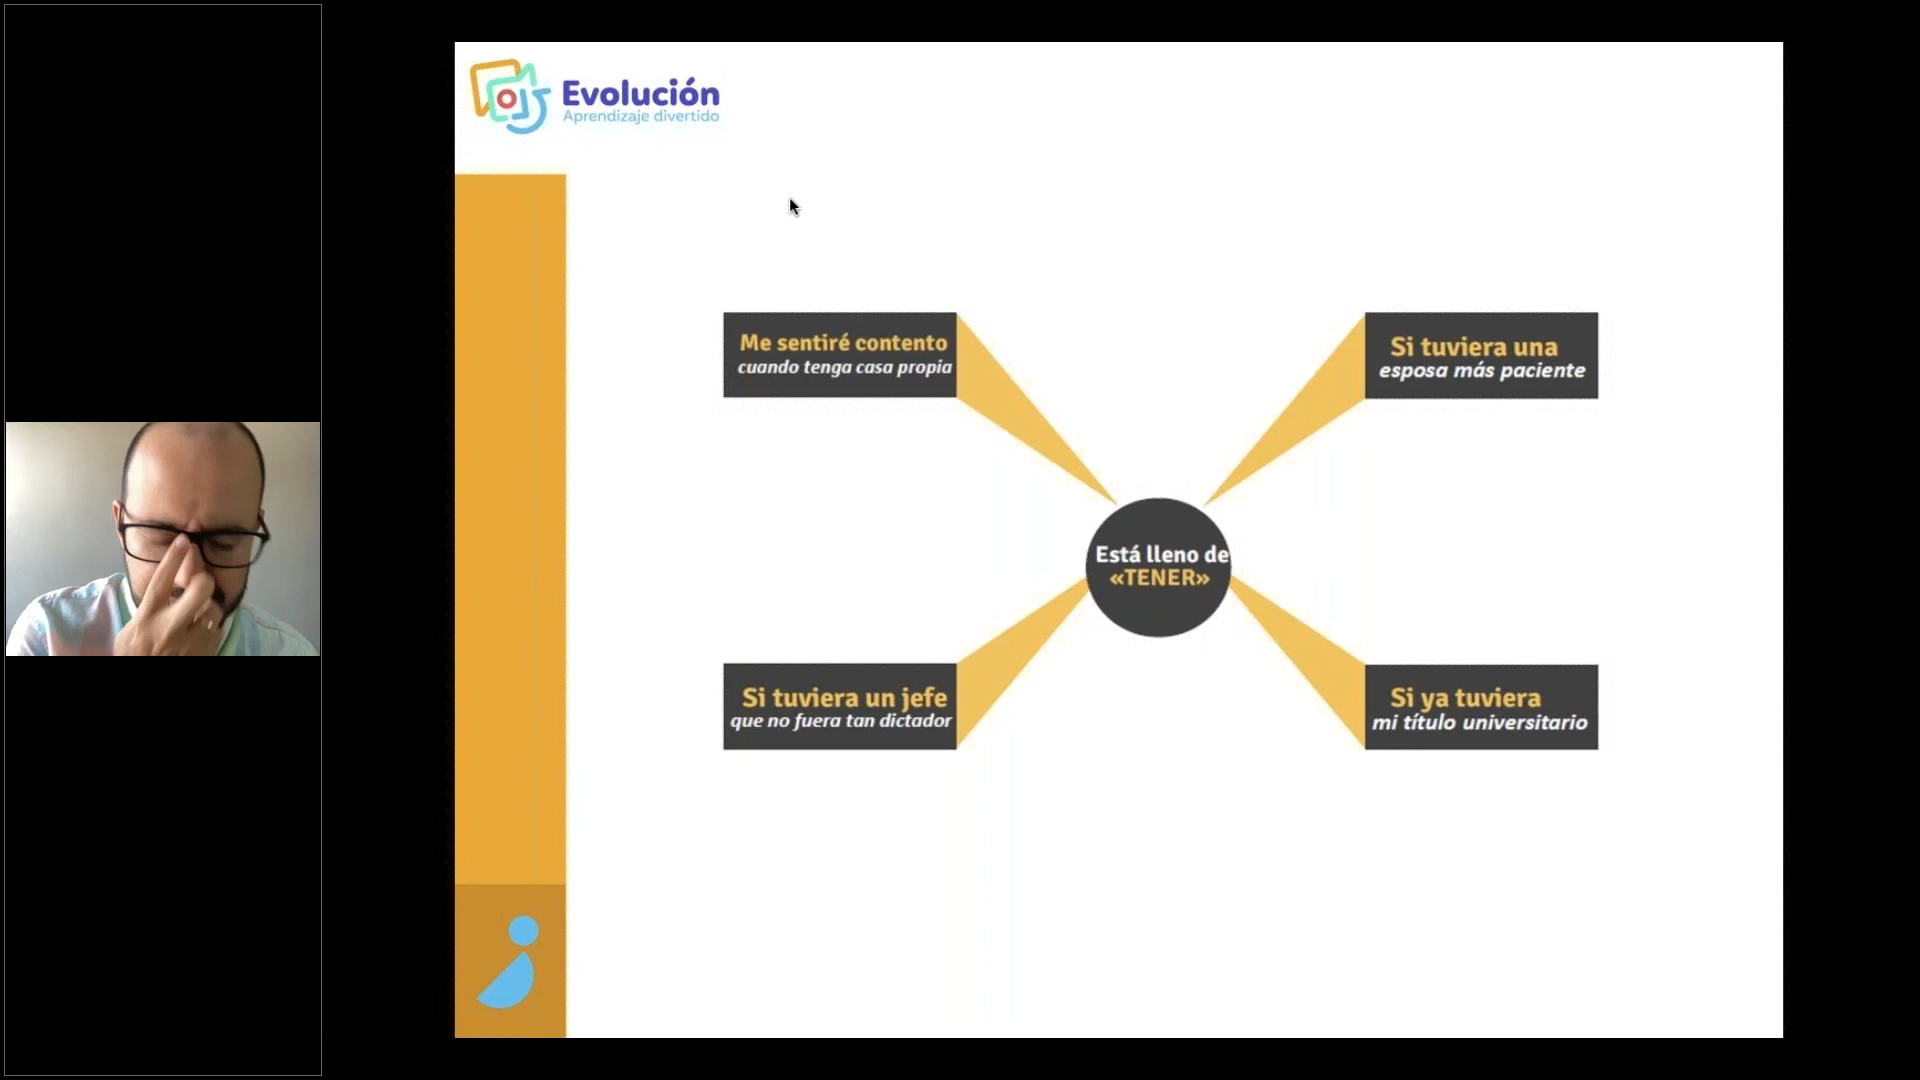 Evolución
Aprendizaje divertido
Me sentiré contento
cuando tenga casa propia
Si tuviera una
esposa más paciente
Está lleno de
«TENER»
Si tuviera un jefe
que no fuera tan dictador
Si ya tuviera
mi título universitario